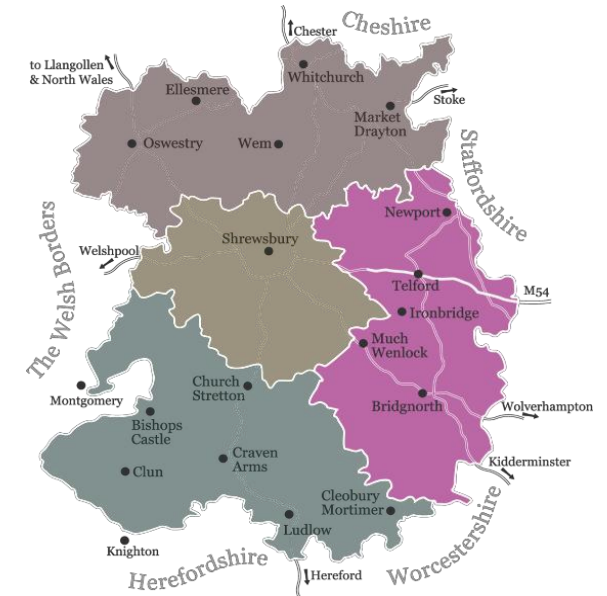 Cheshire
Chester
to Llangollen
& North Wales
Whitchurch
Ellesmere
Stoke
Market
Drayton
Oswestry
Wem
Staffordshire
Newport
The Welsh Borders
Welshpool
Shrewsbury
Telford
M54
Ironbridge
Much
Wenlock
Church
Stretton
Montgomery
Bridgnorth
Wolverhampton
Bishops
Castle
Craven
Arms
Clun
Kidderminster
Cleobury
Mortimer
Ludlow
Knighton
Herefordshire
Hereford
Worcestershire